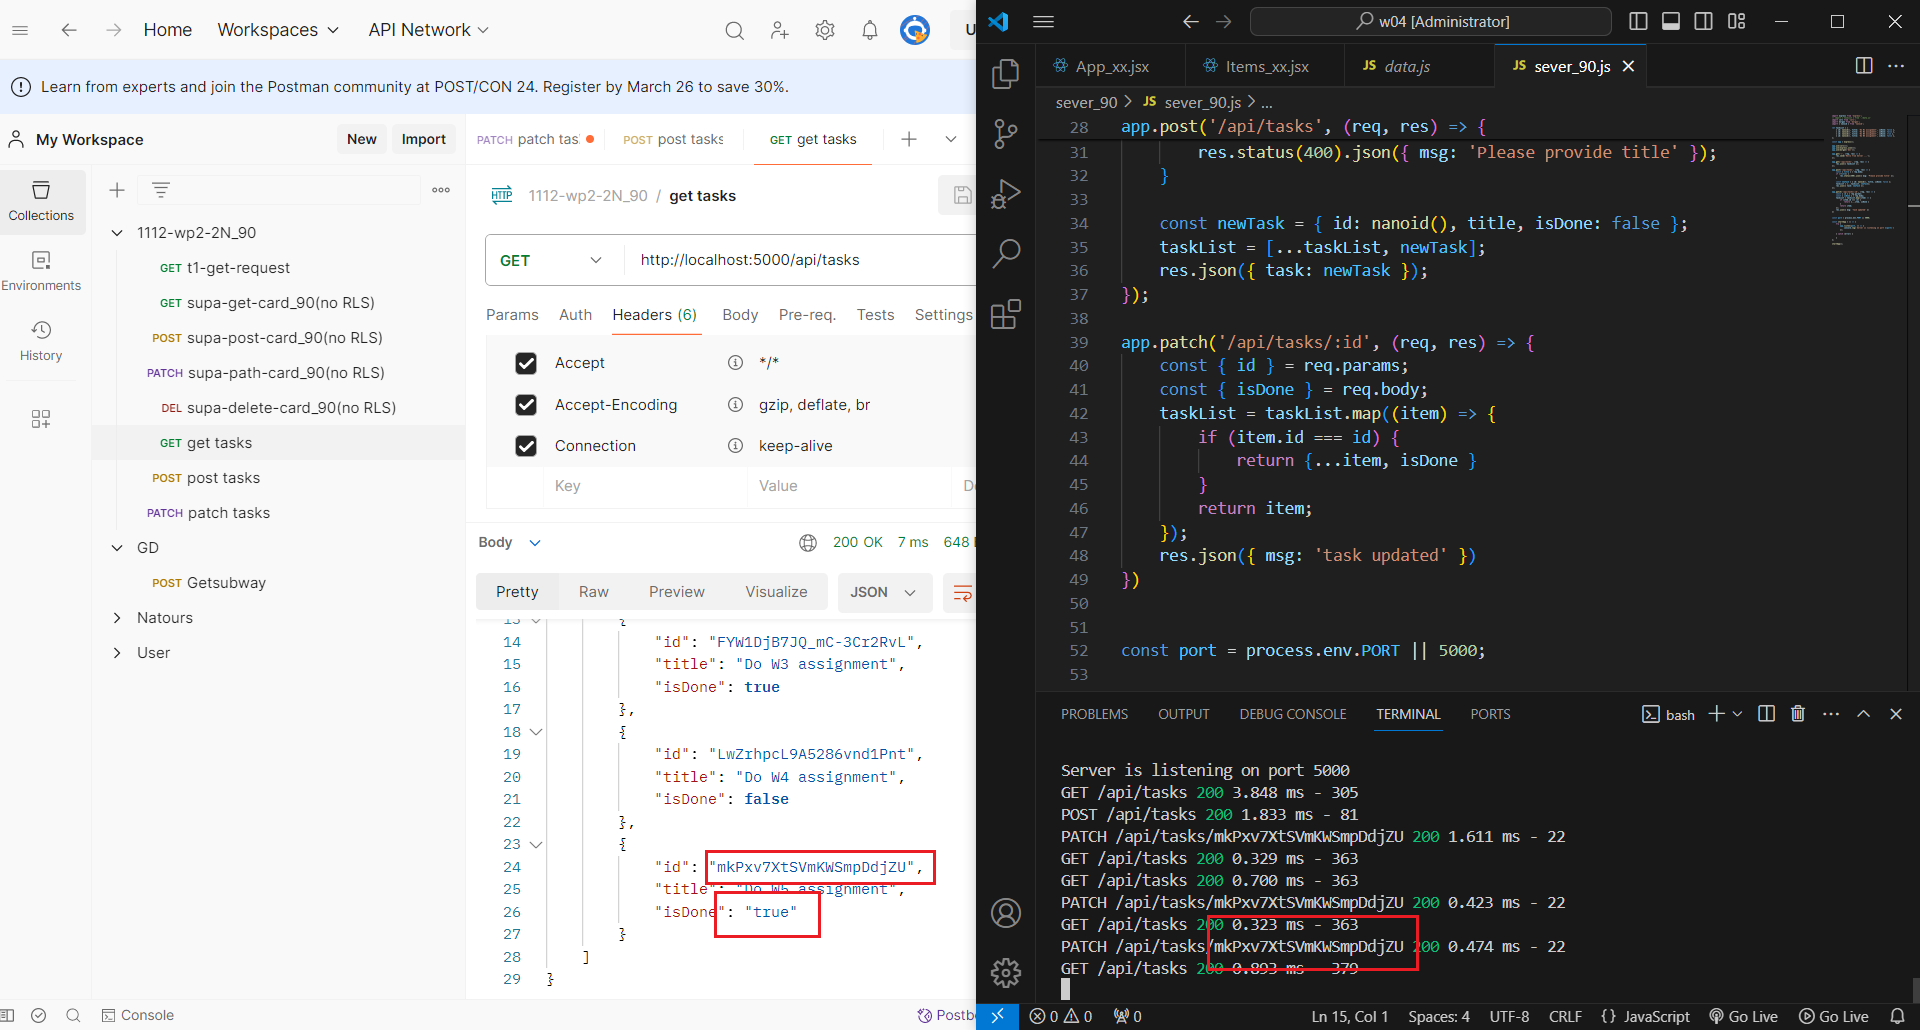 Home
Workspaces
API Network
U
Learn from experts and join the Postman community at POST/CON 24. Register by March 26 to save 30%.
My Workspace
New
Import
Collections
Environments
History
1112-wp2-2N_90
GET t1-get-request
GET supa-get-card_90(no RLS)
POST supa-post-card_90(no RLS)
PATCH supa-path-card_90(no RLS)
DEL supa-delete-card_90(no RLS)
GET get tasks
POST post tasks
PATCH patch tasks
GD
POST Getsubway
Natours
User
PATCH patch tas
POST post tasks
GET get tasks
HTTP 1112-wp2-2N_90 / get tasks
GET http://localhost:5000/api/tasks
Params Auth Headers (6) Body Pre-req. Tests Settings
Accept */*
Accept-Encoding gzip, deflate, br
Connection keep-alive
Key Value
Body 200 OK 7 ms 648
Pretty Raw Preview Visualize JSON
13 {
14 "id": "FYW1DjB7JQ_mC-3Cr2RvL",
15 "title": "Do W3 assignment",
16 "isDone": true
17 },
18 {
19 "id": "LwZrhpcL9A5286vnd1Pnt",
20 "title": "Do W4 assignment",
21 "isDone": false
22 },
23 {
24 "id": "mkPxv7XtSVmKWSmpDdjZU",
25 "title": "Do W5 assignment",
26 "isDone": "true"
27 }
28 ]
29 }
Console
w04 [Administrator]
App_xx.jsx
Items_xx.jsx
JS data.js
JS sever_90.js
sever_90 > JS sever_90.js > ...
28 app.post('/api/tasks', (req, res) => {
31 res.status(400).json({ msg: 'Please provide title' });
32 }
33
34 const newTask = { id: nanoid(), title, isDone: false };
35 taskList = [...taskList, newTask];
36 res.json({ task: newTask });
37 });
38
39 app.patch('/api/tasks/:id', (req, res) => {
40 const { id } = req.params;
41 const { isDone } = req.body;
42 taskList = taskList.map((item) => {
43 if (item.id === id) {
44 return {...item, isDone }
45 }
46 return item;
47 });
48 res.json({ msg: 'task updated' })
49 })
50
51
52 const port = process.env.PORT || 5000;
53
PROBLEMS OUTPUT DEBUG CONSOLE TERMINAL PORTS
bash
Server is listening on port 5000
GET /api/tasks 200 3.848 ms - 305
POST /api/tasks 200 1.833 ms - 81
PATCH /api/tasks/mkPxv7XtSVmKWSmpDdjZU 200 1.611 ms - 22
GET /api/tasks 200 0.329 ms - 363
GET /api/tasks 200 0.700 ms - 363
PATCH /api/tasks/mkPxv7XtSVmKWSmpDdjZU 200 0.423 ms - 22
GET /api/tasks 200 0.323 ms - 363
PATCH /api/tasks/mkPxv7XtSVmKWSmpDdjZU 200 0.474 ms - 22
GET /api/tasks 200 0.893 ms - 379
0 0 0
Ln 15, Col 1 Spaces: 4 UTF-8 CRLF {} JavaScript Go Live Go Live